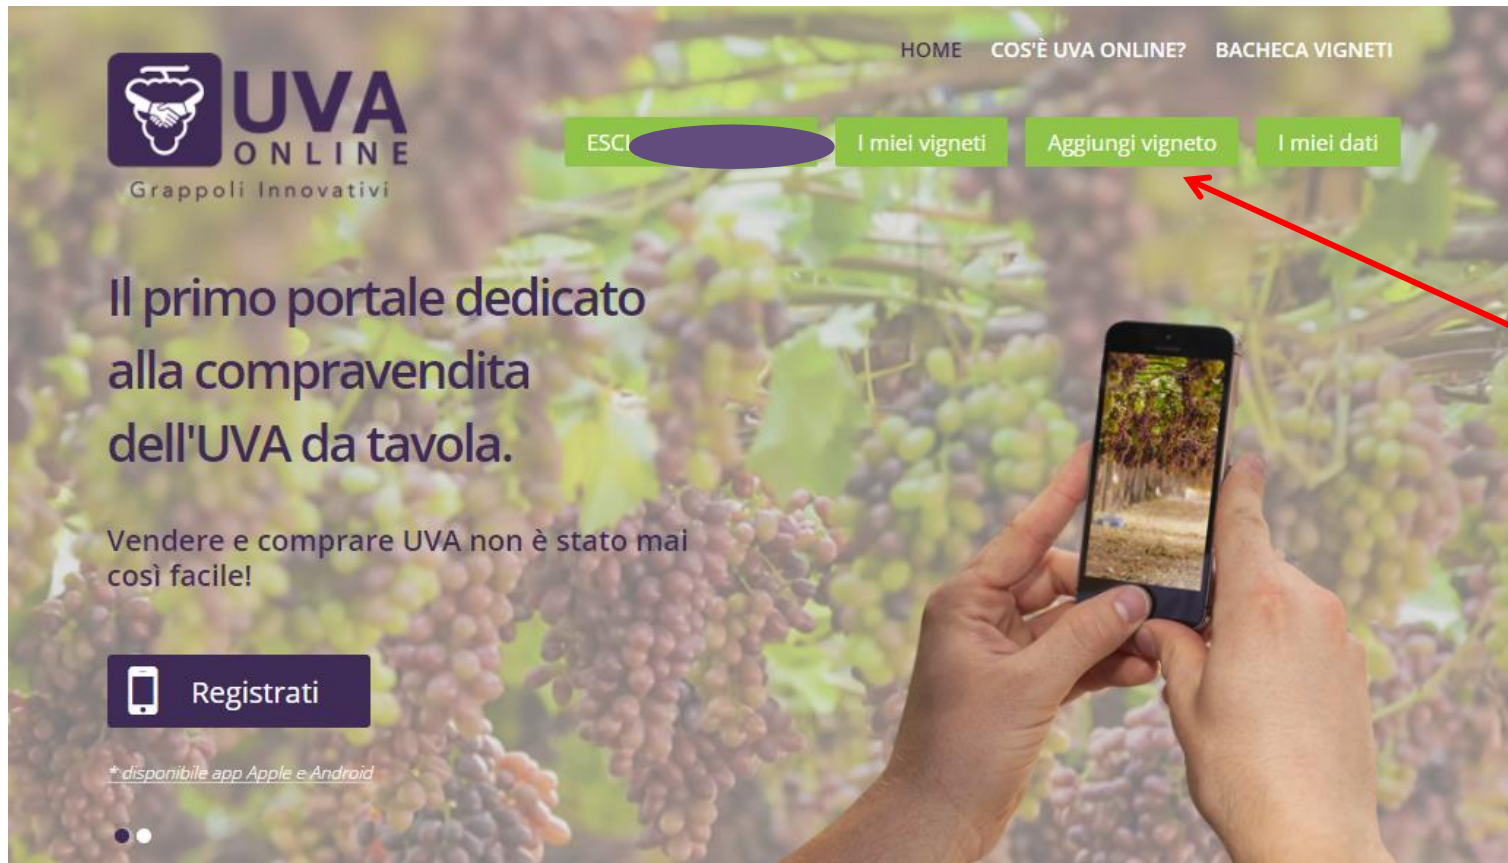 HOME COS'È UVA ONLINE? BACHECA VIGNETI
UVA
ONLINE
Grappoli Innovativi
ESCI I miei vigneti Aggiungi vigneto I miei dati
Il primo portale dedicato
alla compravendita
dell'UVA da tavola.
Vendere e comprare UVA non è stato mai
così facile!
Registrati
* disponibile app Apple e Android